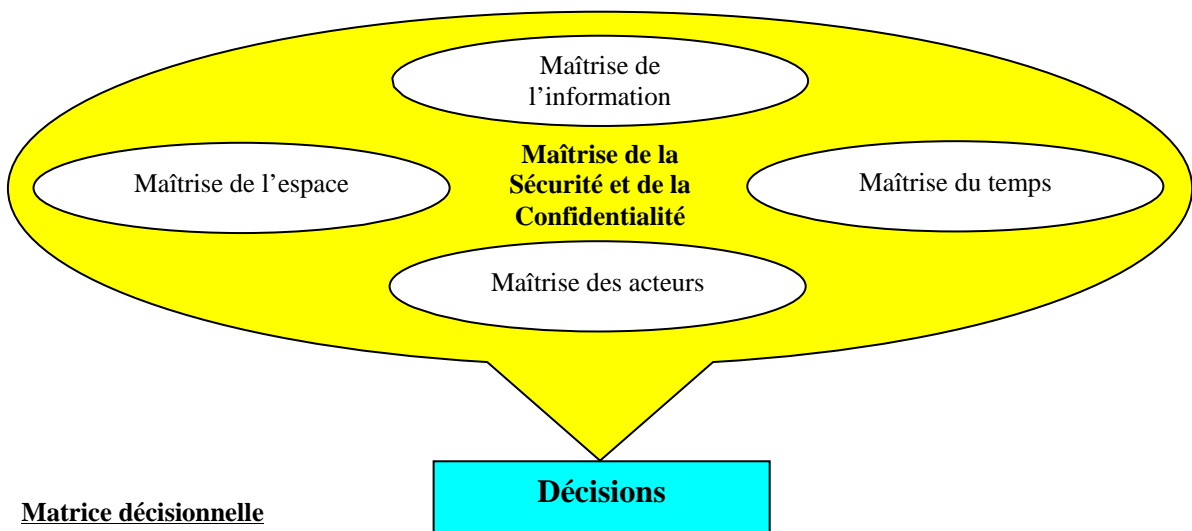 Maîtrise de
l’information
Maîtrise de l’espace
Maîtrise de la
Sécurité et de la
Confidentialité
Maîtrise du temps
Maîtrise des acteurs
Décisions
Matrice décisionnelle